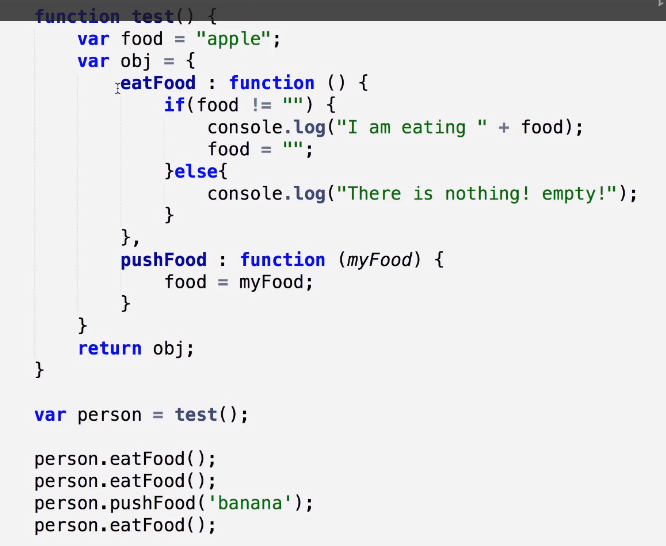 function test() {
    var food = "apple";
    var obj = {
        eatFood : function () {
            if(food != "") {
                console.log("I am eating " + food);
                food = "";
            }else{
                console.log("There is nothing! empty!");
            }
        },
        pushFood : function (myFood) {
            food = myFood;
        }
    }
    return obj;
}
var person = test();
person.eatFood();
person.eatFood();
person.pushFood('banana');
person.eatFood();